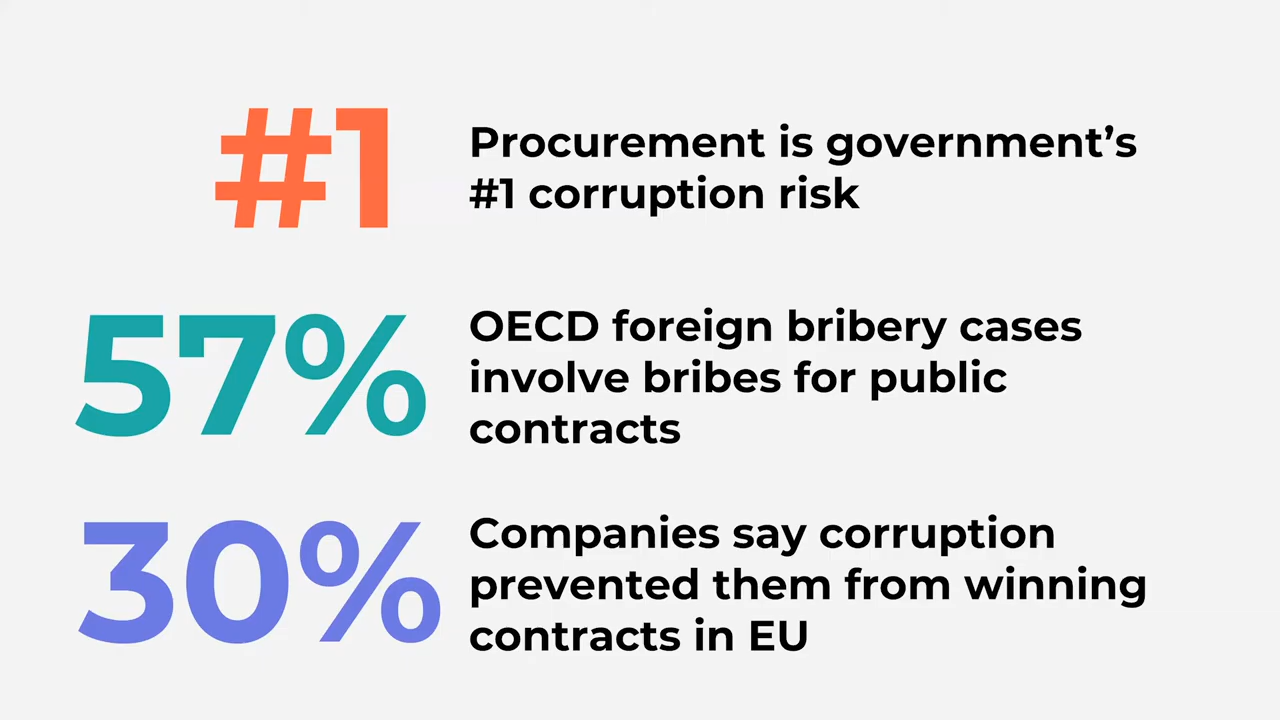 #1
Procurement is government’s
#1 corruption risk
57%
OECD foreign bribery cases
involve bribes for public
contracts
30%
Companies say corruption
prevented them from winning
contracts in EU